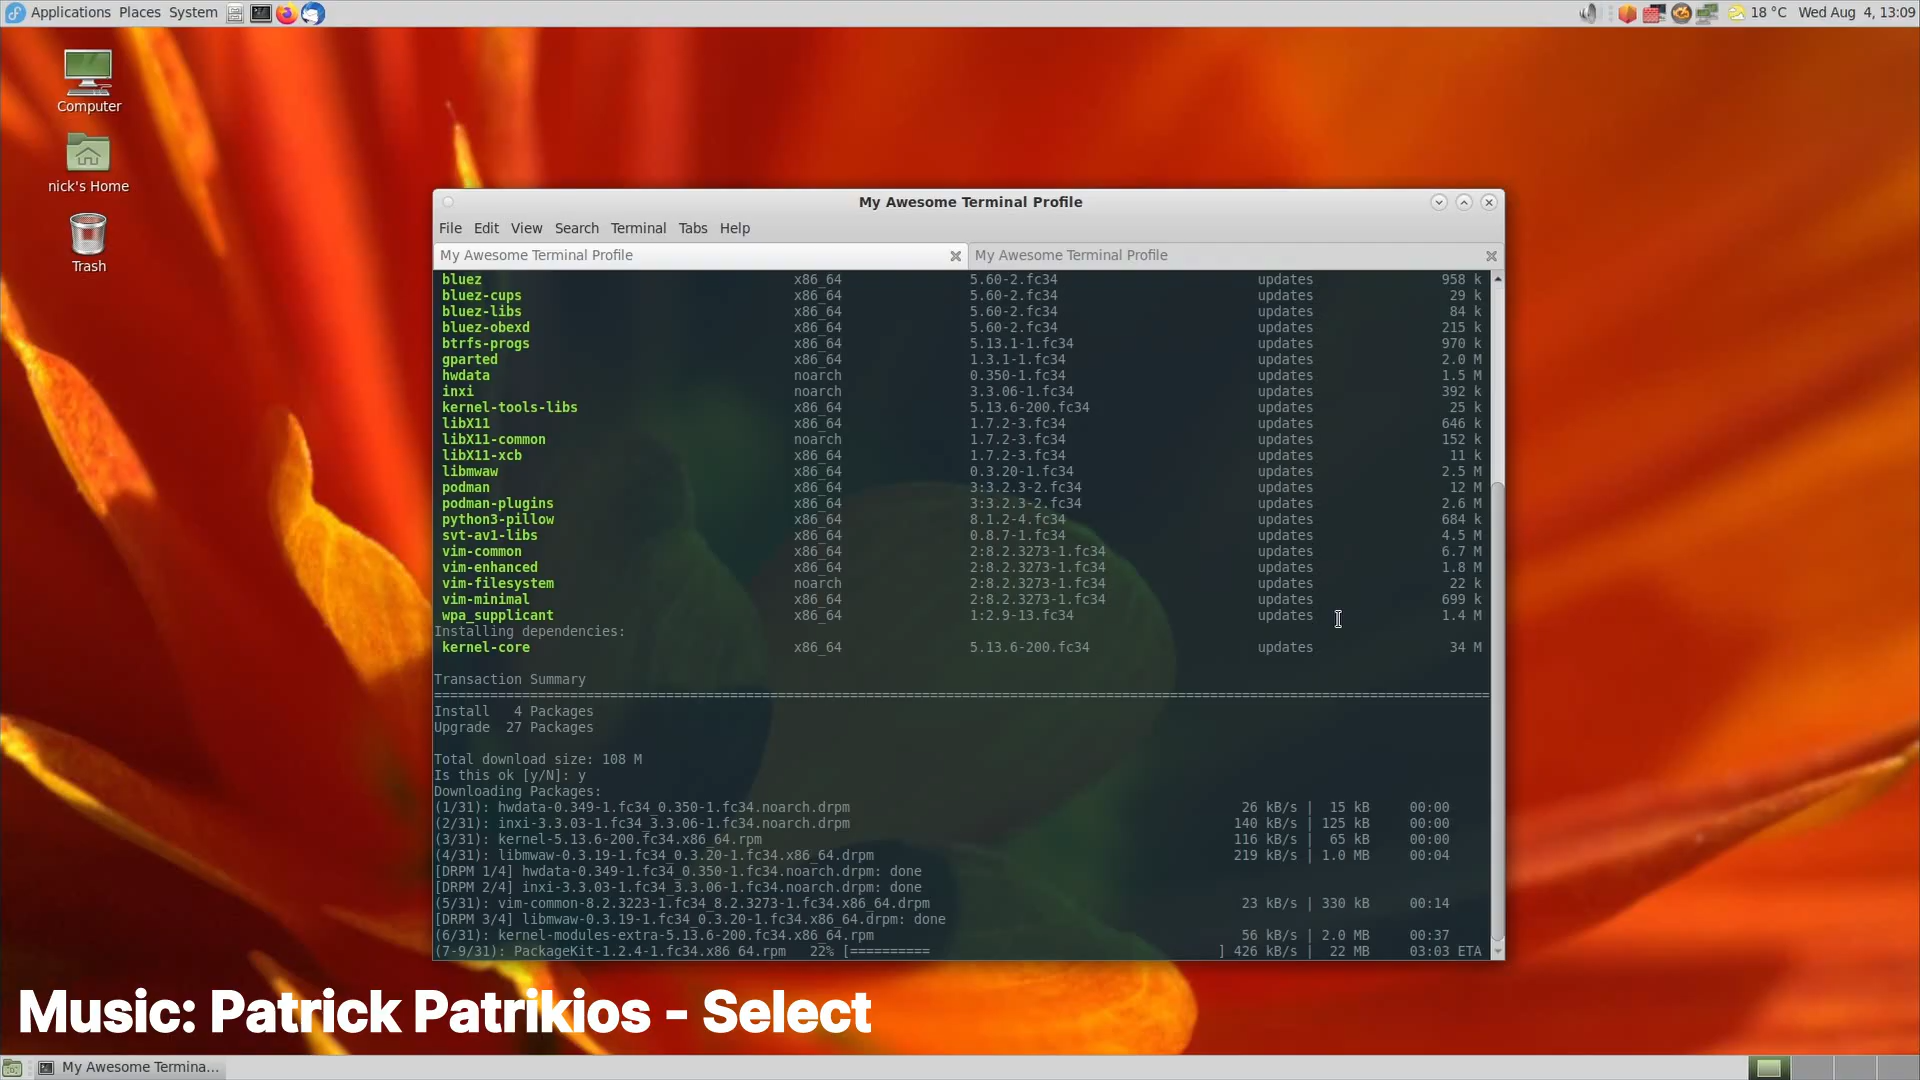 Applications Places System 18 °C Wed Aug 4, 13:09
Computer
nick's Home
Trash
My Awesome Terminal Profile
File Edit View Search Terminal Tabs Help
My Awesome Terminal Profile My Awesome Terminal Profile
bluez x86_64 5.60-2.fc34 updates 958 k
bluez-cups x86_64 5.60-2.fc34 updates 29 k
bluez-libs x86_64 5.60-2.fc34 updates 84 k
bluez-obexd x86_64 5.60-2.fc34 updates 215 k
btrfs-progs x86_64 5.13.1-1.fc34 updates 970 k
gparted x86_64 1.3.1-1.fc34 updates 2.0 M
hwdata noarch 0.350-1.fc34 updates 1.5 M
inxi noarch 3.3.06-1.fc34 updates 392 k
kernel-tools-libs x86_64 5.13.6-200.fc34 updates 25 k
libX11 x86_64 1.7.2-3.fc34 updates 646 k
libX11-common noarch 1.7.2-3.fc34 updates 152 k
libX11-xcb x86_64 1.7.2-3.fc34 updates 11 k
libmwaw x86_64 0.3.20-1.fc34 updates 2.5 M
podman x86_64 3:3.2.3-2.fc34 updates 12 M
podman-plugins x86_64 3:3.2.3-2.fc34 updates 2.6 M
python3-pillow x86_64 8.1.2-4.fc34 updates 684 k
svt-av1-libs x86_64 0.8.7-1.fc34 updates 4.5 M
vim-common x86_64 2:8.2.3273-1.fc34 updates 6.7 M
vim-enhanced x86_64 2:8.2.3273-1.fc34 updates 1.8 M
vim-filesystem noarch 2:8.2.3273-1.fc34 updates 22 k
vim-minimal x86_64 2:8.2.3273-1.fc34 updates 699 k
wpa_supplicant x86_64 1:2.9-13.fc34 updates 1.4 M
Installing dependencies:
kernel-core x86_64 5.13.6-200.fc34 updates 34 M
Transaction Summary
================================================================================
Install 4 Packages
Upgrade 27 Packages
Total download size: 108 M
Is this ok [y/N]: y
Downloading Packages:
(1/31): hwdata-0.349-1.fc34_0.350-1.fc34.noarch.drpm 26 kB/s | 15 kB 00:00
(2/31): inxi-3.3.03-1.fc34_3.3.06-1.fc34.noarch.drpm 140 kB/s | 125 kB 00:00
(3/31): kernel-5.13.6-200.fc34.x86_64.rpm 116 kB/s | 65 kB 00:00
(4/31): libmwaw-0.3.19-1.fc34_0.3.20-1.fc34.x86_64.drpm 219 kB/s | 1.0 MB 00:04
[DRPM 1/4] hwdata-0.349-1.fc34_0.350-1.fc34.noarch.drpm: done
[DRPM 2/4] inxi-3.3.03-1.fc34_3.3.06-1.fc34.noarch.drpm: done
(5/31): vim-common-8.2.3223-1.fc34_8.2.3273-1.fc34.x86_64.drpm 23 kB/s | 330 kB 00:14
[DRPM 3/4] libmwaw-0.3.19-1.fc34_0.3.20-1.fc34.x86_64.drpm: done
(6/31): kernel-modules-extra-5.13.6-200.fc34.x86_64.rpm 56 kB/s | 2.0 MB 00:37
(7-9/31): PackageKit-1.2.4-1.fc34.x86_64.rpm 22% [========== ] 426 kB/s | 22 MB 03:03 ETA
Music: Patrick Patrikios - Select
My Awesome Termina...